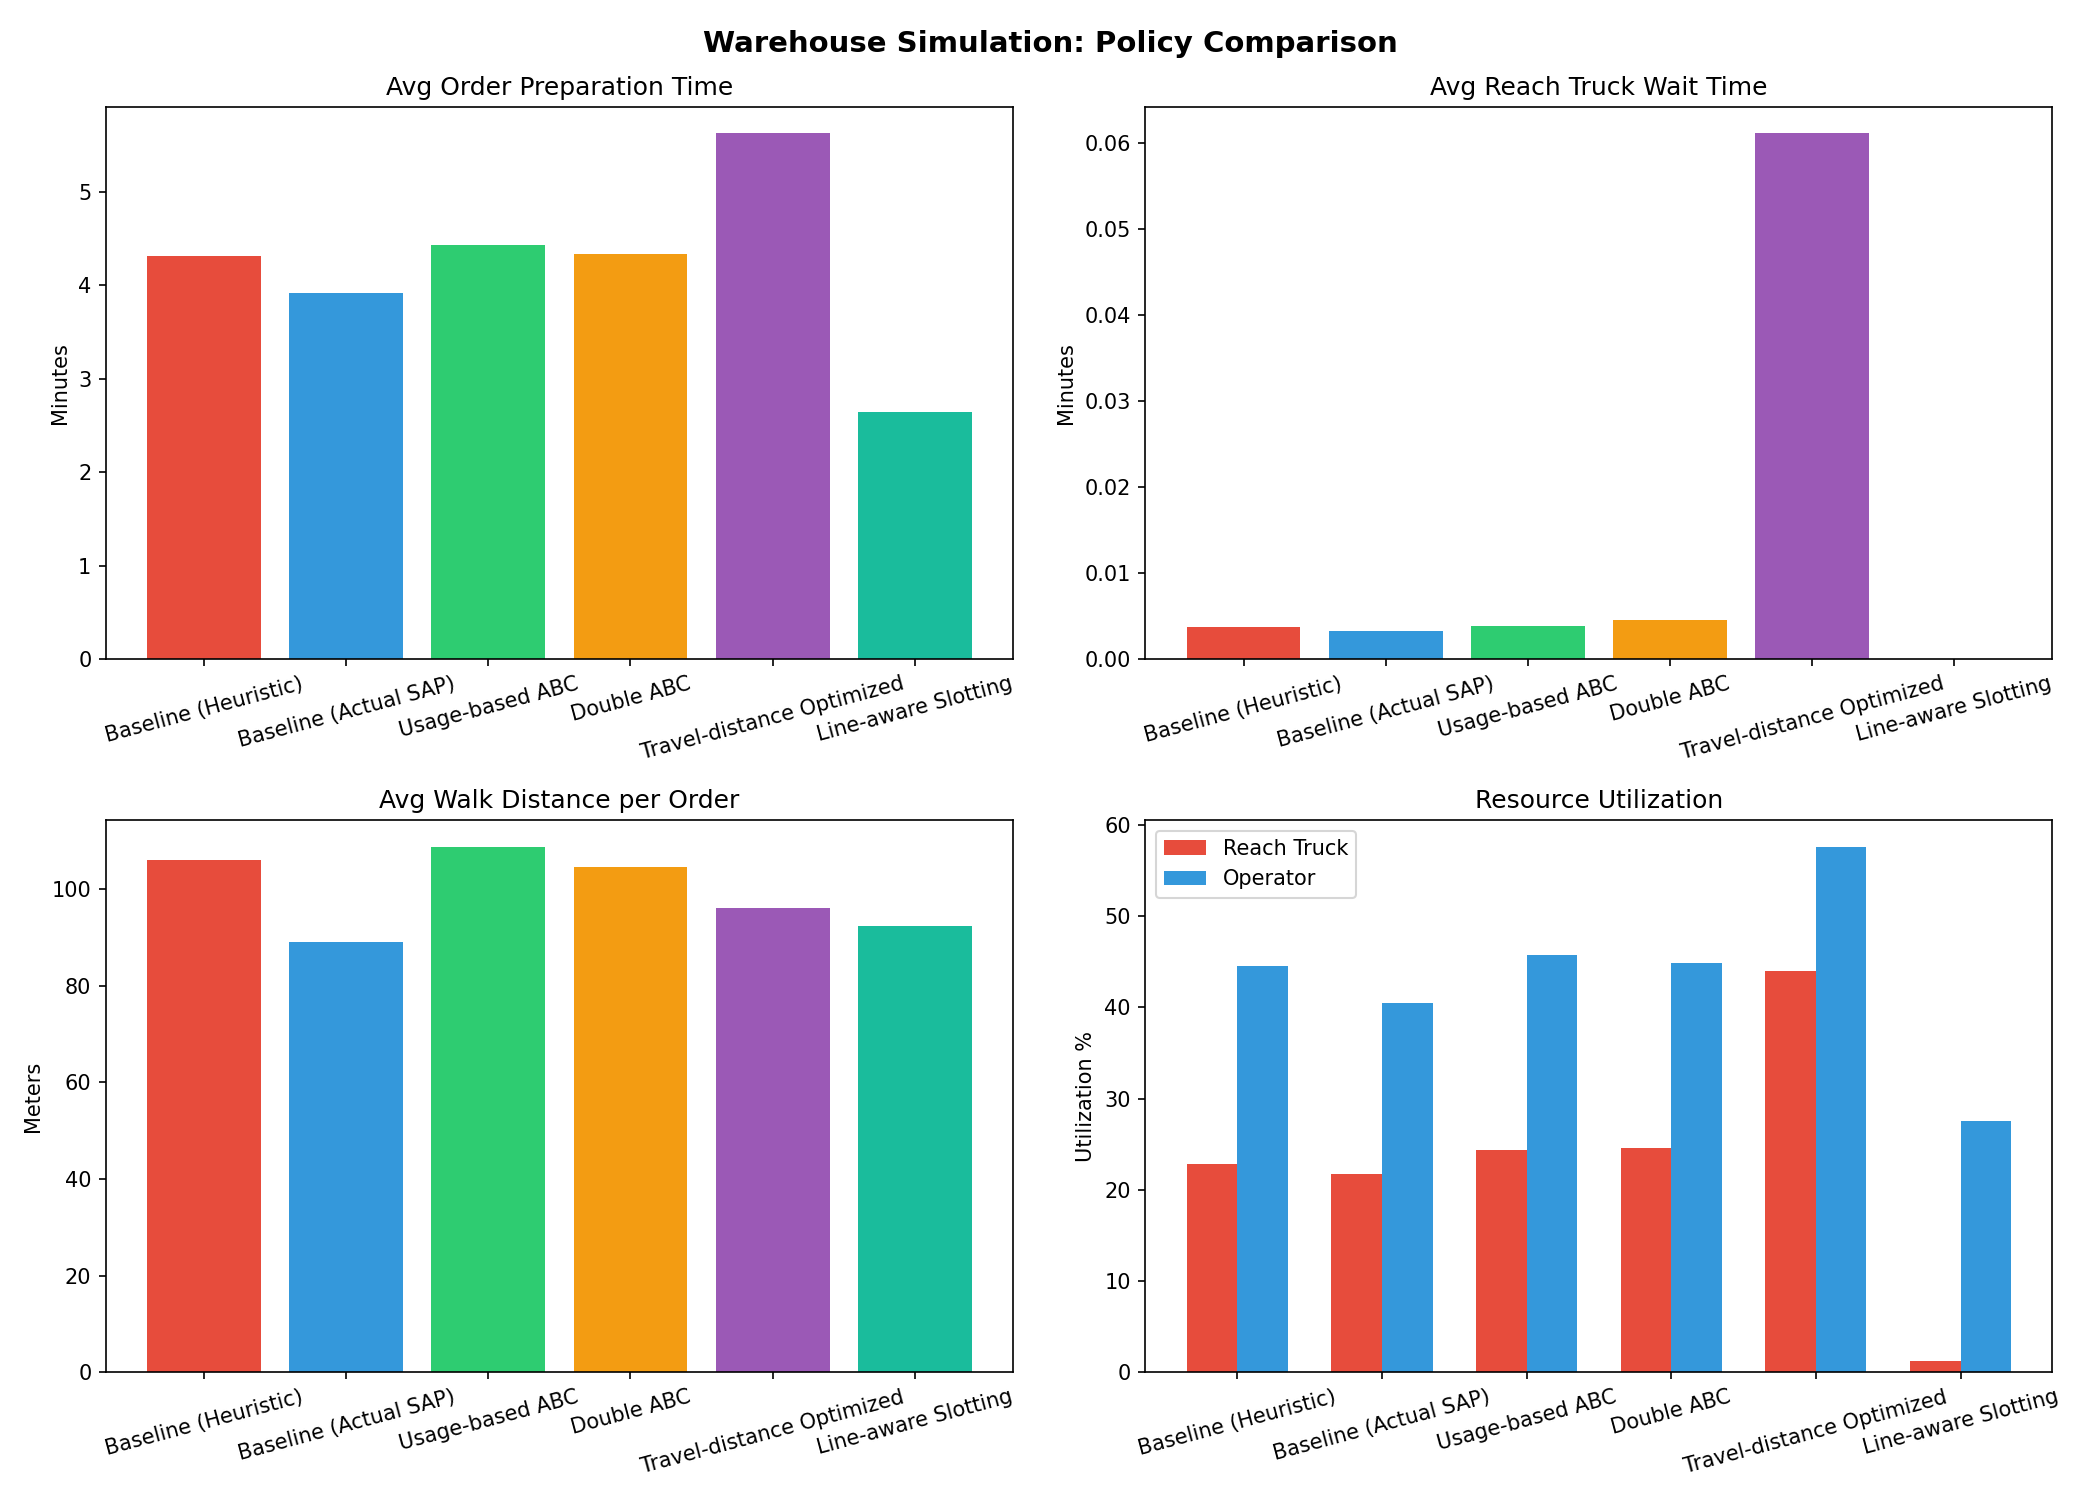 Warehouse Simulation: Policy Comparison
Avg Order Preparation Time
Minutes
5
4
3
2
1
0
Baseline (Heuristic)
Baseline (Actual SAP)
Usage-based ABC
Double ABC
Travel-distance Optimized
Line-aware Slotting
Avg Reach Truck Wait Time
Minutes
0.06
0.05
0.04
0.03
0.02
0.01
0.00
Baseline (Heuristic)
Baseline (Actual SAP)
Usage-based ABC
Double ABC
Travel-distance Optimized
Line-aware Slotting
Avg Walk Distance per Order
Meters
100
80
60
40
20
0
Baseline (Heuristic)
Baseline (Actual SAP)
Usage-based ABC
Double ABC
Travel-distance Optimized
Line-aware Slotting
Resource Utilization
Utilization %
60
50
40
30
20
10
0
Reach Truck
Operator
Baseline (Heuristic)
Baseline (Actual SAP)
Usage-based ABC
Double ABC
Travel-distance Optimized
Line-aware Slotting